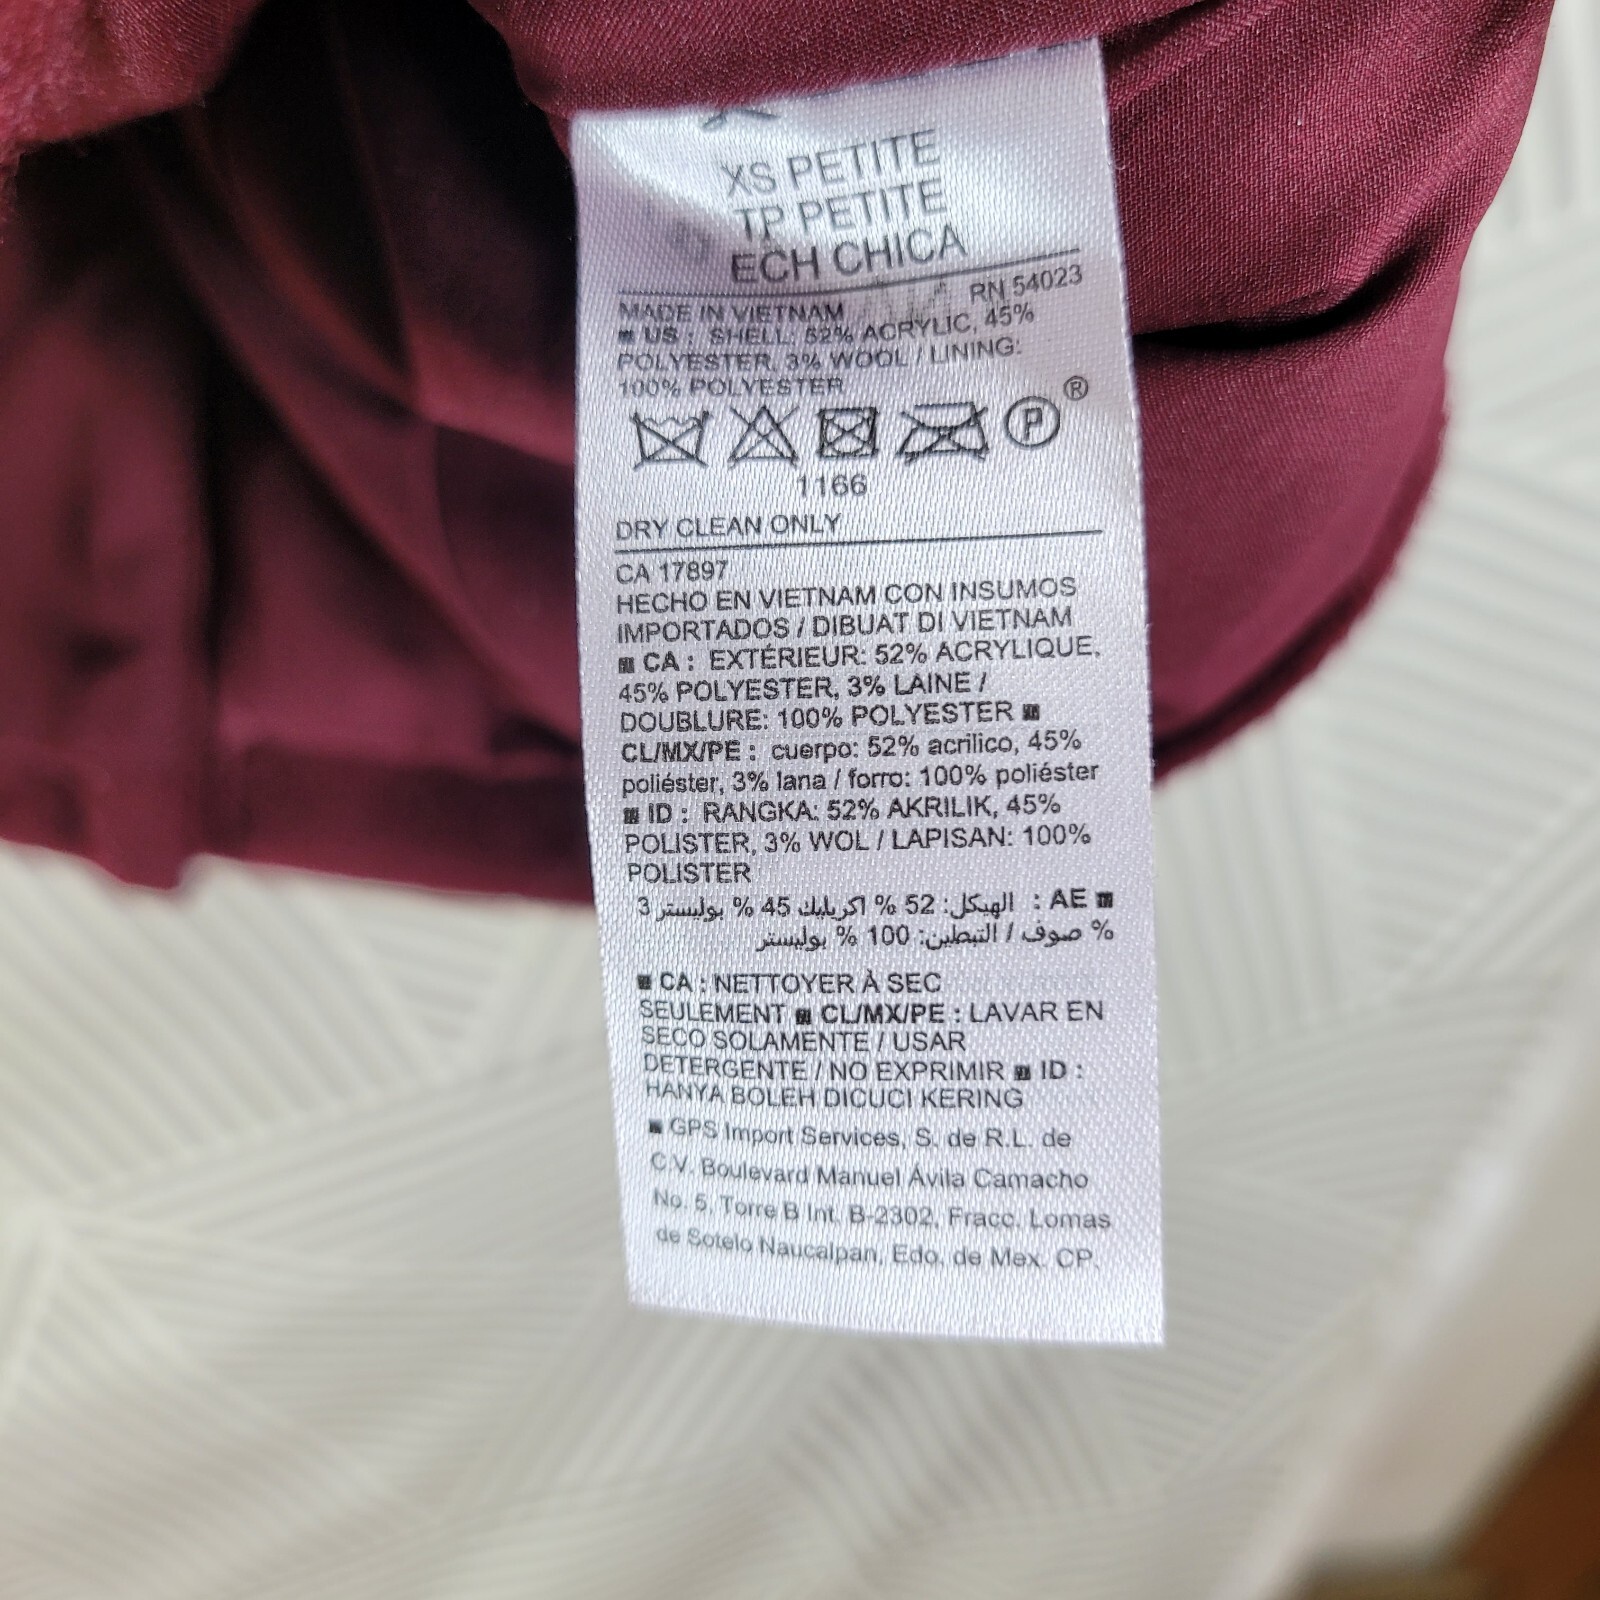 XS PETITE
TP PETITE
ECH CHICA
RN 54023
MADE IN VIETNAM
US : SHELL: 52% ACRYLIC, 45%
POLYESTER, 3% WOOL / LINING:
100% POLYESTER
P ®
1166
DRY CLEAN ONLY
CA 17897
HECHO EN VIETNAM CON INSUMOS
IMPORTADOS / DIBUAT DI VIETNAM
CA : EXTÉRIEUR: 52% ACRYLIQUE,
45% POLYESTER, 3% LAINE /
DOUBLURE: 100% POLYESTER
CL/MX/PE : cuerpo: 52% acrilico, 45%
poliéster, 3% lana / forro: 100% poliéster
ID : RANGKA: 52% AKRILIK, 45%
POLISTER, 3% WOL / LAPISAN: 100%
POLISTER
AE : الهيكل: 52 % اكريليك 45 % بوليستر 3
% صوف / التبطين: 100 % بوليستر
CA : NETTOYER À SEC
SEULEMENT CL/MX/PE : LAVAR EN
SECO SOLAMENTE / USAR
DETERGENTE / NO EXPRIMIR ID :
HANYA BOLEH DICUCI KERING
GPS Import Services, S. de R.L. de
C.V. Boulevard Manuel Ávila Camacho
No. 5, Torre B Int. B-2302, Fracc. Lomas
de Sotelo Naucalpan, Edo. de Mex. CP.